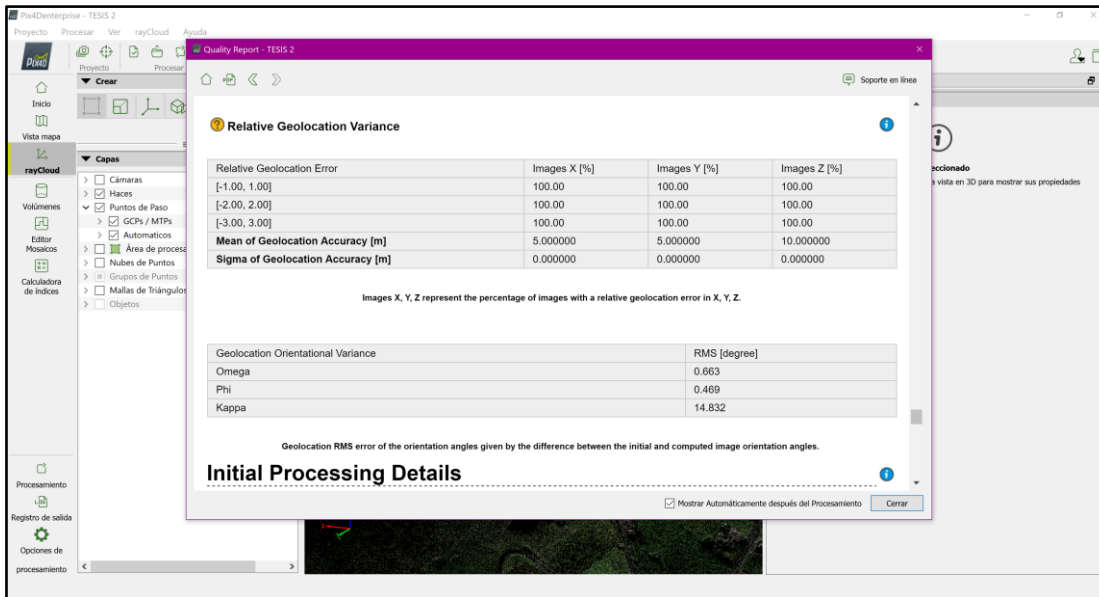 Pix4Denterprise - TESIS 2
Proyecto Procesar Ver rayCloud Ayuda
PIX4D
Proyecto Procesar
Inicio
Vista mapa
rayCloud
Volúmenes
Editor
Mosaicos
Calculadora
de índices
Procesamiento
Registro de salida
Opciones de
procesamiento
Crear
Capas
Cámaras
Haces
Puntos de Paso
GCPs / MTPs
Automaticos
Área de procesa
Nubes de Puntos
Grupos de Puntos
Mallas de Triángulos
Objetos
Quality Report - TESIS 2
PDF
Soporte en línea
Relative Geolocation Variance
Relative Geolocation Error Images X [%] Images Y [%] Images Z [%]
[-1.00, 1.00] 100.00 100.00 100.00
[-2.00, 2.00] 100.00 100.00 100.00
[-3.00, 3.00] 100.00 100.00 100.00
Mean of Geolocation Accuracy [m] 5.000000 5.000000 10.000000
Sigma of Geolocation Accuracy [m] 0.000000 0.000000 0.000000
Images X, Y, Z represent the percentage of images with a relative geolocation error in X, Y, Z.
Geolocation Orientational Variance RMS [degree]
Omega 0.663
Phi 0.469
Kappa 14.832
Geolocation RMS error of the orientation angles given by the difference between the initial and computed image orientation angles.
Initial Processing Details
Mostrar Automáticamente después del Procesamiento Cerrar
eccionado
a vista en 3D para mostrar sus propiedades